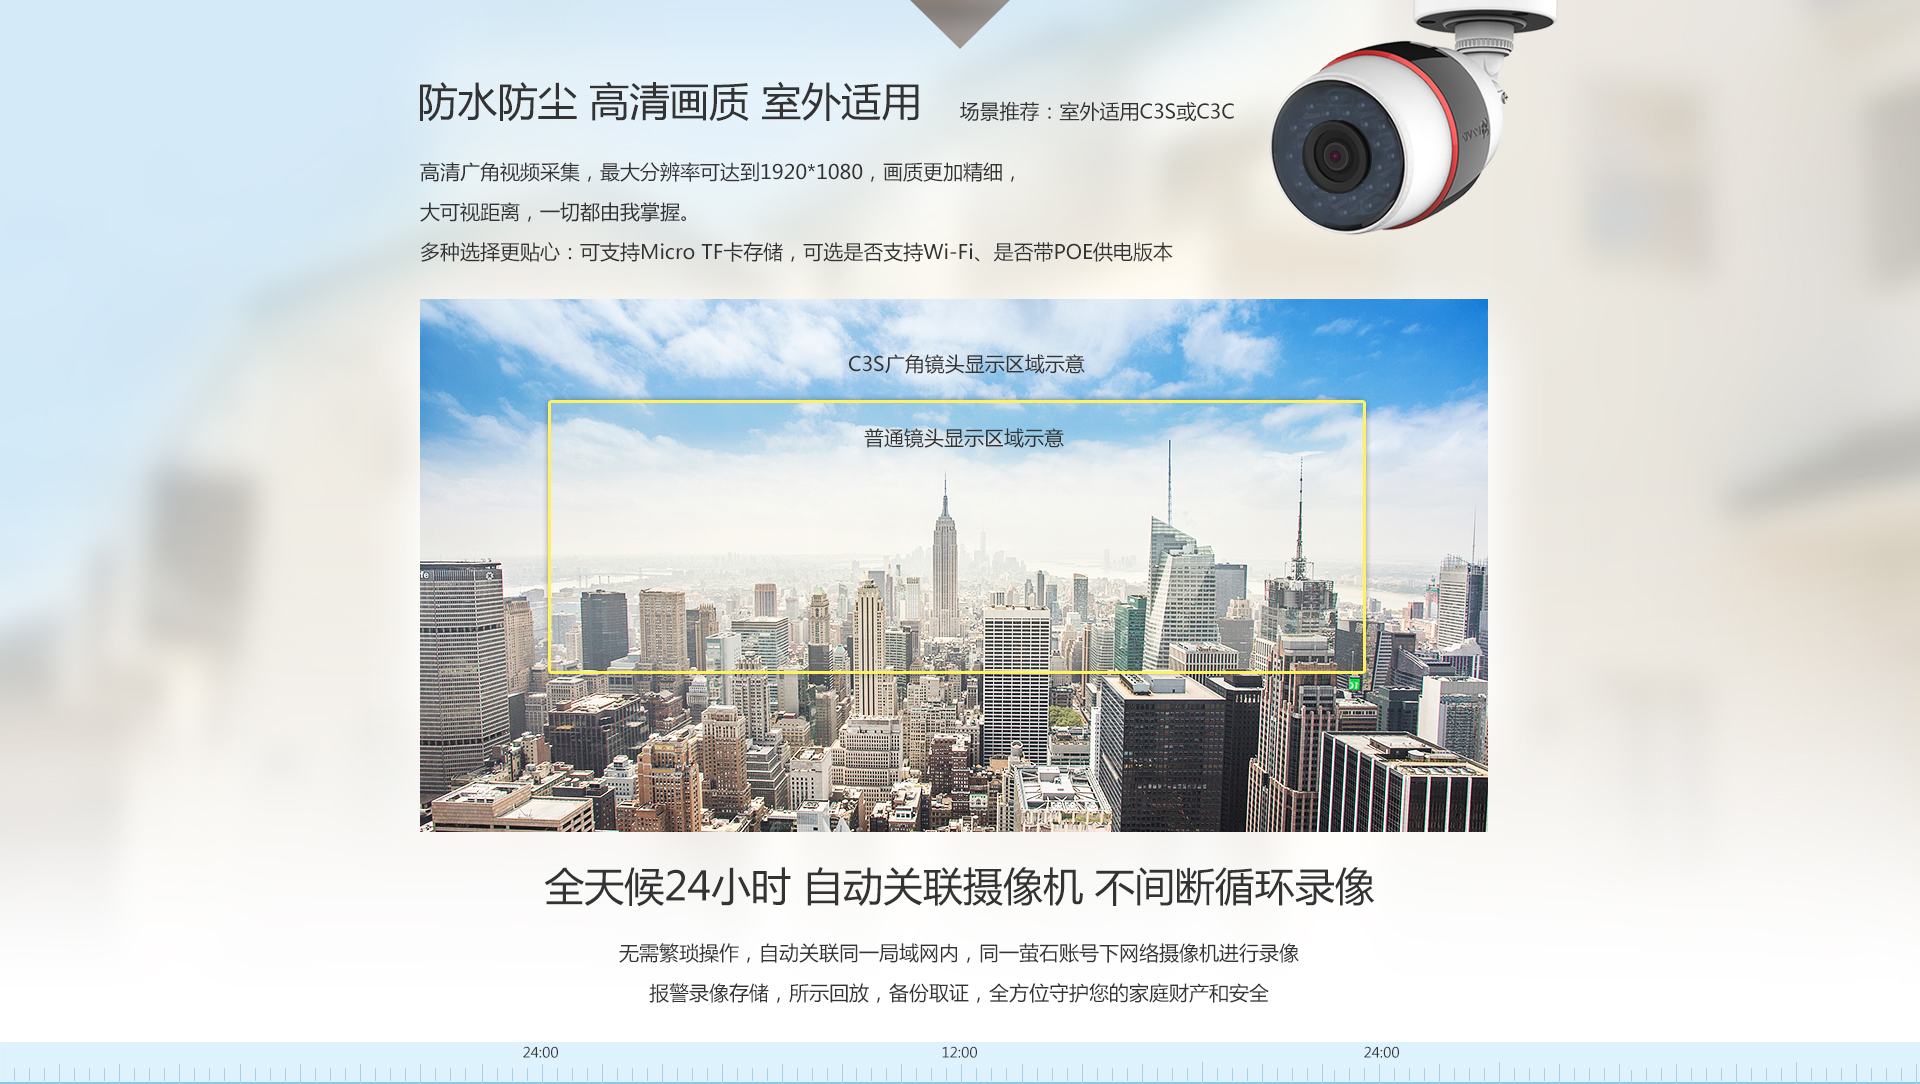 防水防尘 高清画质 室外适用
场景推荐：室外适用C3S或C3C
高清广角视频采集，最大分辨率可达到1920*1080，画质更加精细，
大可视距离，一切都由我掌握。
多种选择更贴心：可支持Micro TF卡存储，可选是否支持Wi-Fi、是否带POE供电版本
C3S广角镜头显示区域示意
普通镜头显示区域示意
全天候24小时 自动关联摄像机 不间断循环录像
无需繁琐操作，自动关联同一局域网内，同一萤石账号下网络摄像机进行录像
报警录像存储，所示回放，备份取证，全方位守护您的家庭财产和安全
24:00
12:00
24:00